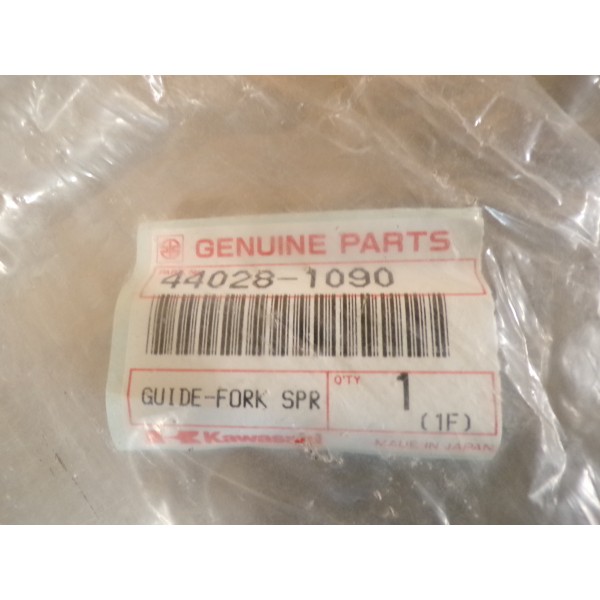 GENUINE PARTS
44028-1090
GUIDE-FORK SPR
Q'TY
1
(1F)
Kawasaki
MADE IN JAPAN